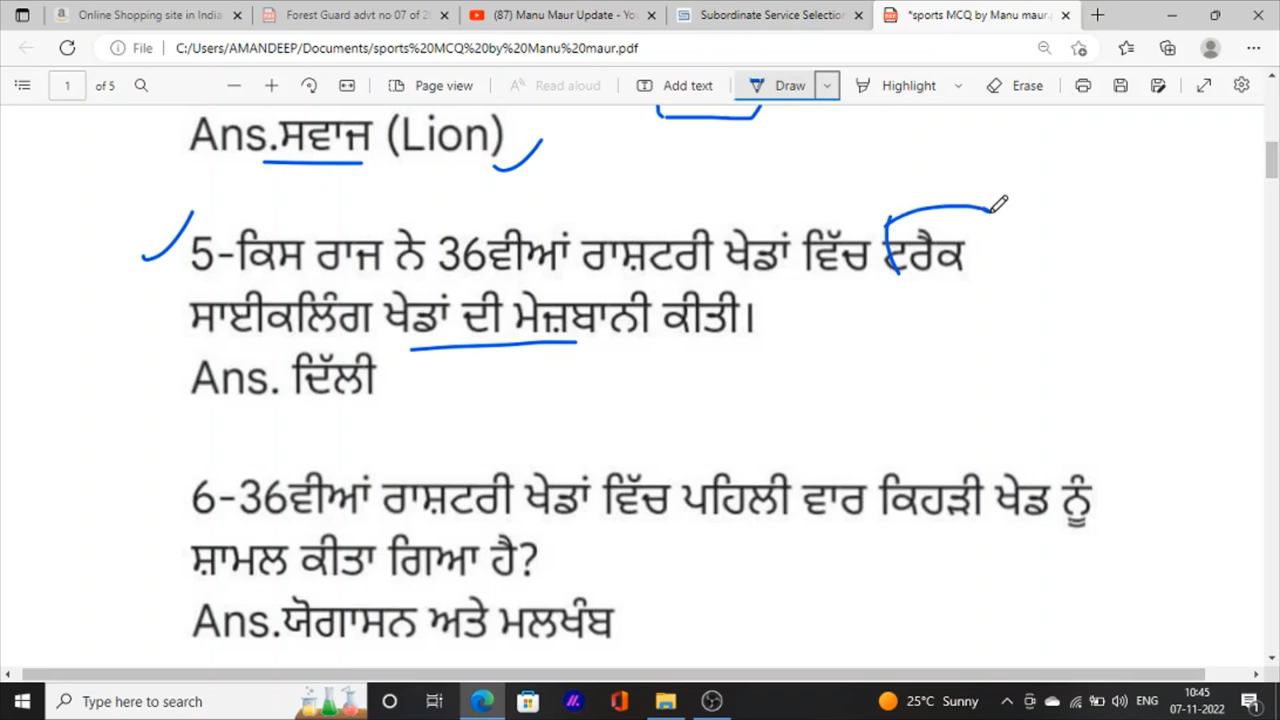 Online Shopping site in India
Forest Guard advt no 07 of 2
(87) Manu Maur Update - Yo
Subordinate Service Selection
*sports MCQ by Manu maur.p
File
C:/Users/AMANDEEP/Documents/sports%20MCQ%20by%20Manu%20maur.pdf
1 of 5
Page view
Read aloud
Add text
Draw
Highlight
Erase
Ans.ਸਵਾਜ (Lion)
5-ਕਿਸ ਰਾਜ ਨੇ 36ਵੀਆਂ ਰਾਸ਼ਟਰੀ ਖੇਡਾਂ ਵਿੱਚ ਟਰੈਕ
ਸਾਈਕਲਿੰਗ ਖੇਡਾਂ ਦੀ ਮੇਜ਼ਬਾਨੀ ਕੀਤੀ।
Ans. ਦਿੱਲੀ
6-36ਵੀਆਂ ਰਾਸ਼ਟਰੀ ਖੇਡਾਂ ਵਿੱਚ ਪਹਿਲੀ ਵਾਰ ਕਿਹੜੀ ਖੇਡ ਨੂੰ
ਸ਼ਾਮਲ ਕੀਤਾ ਗਿਆ ਹੈ?
Ans.ਯੋਗਾਸਨ ਅਤੇ ਮਲਖੰਬ
Type here to search
25°C Sunny
ENG
10:45
07-11-2022
1